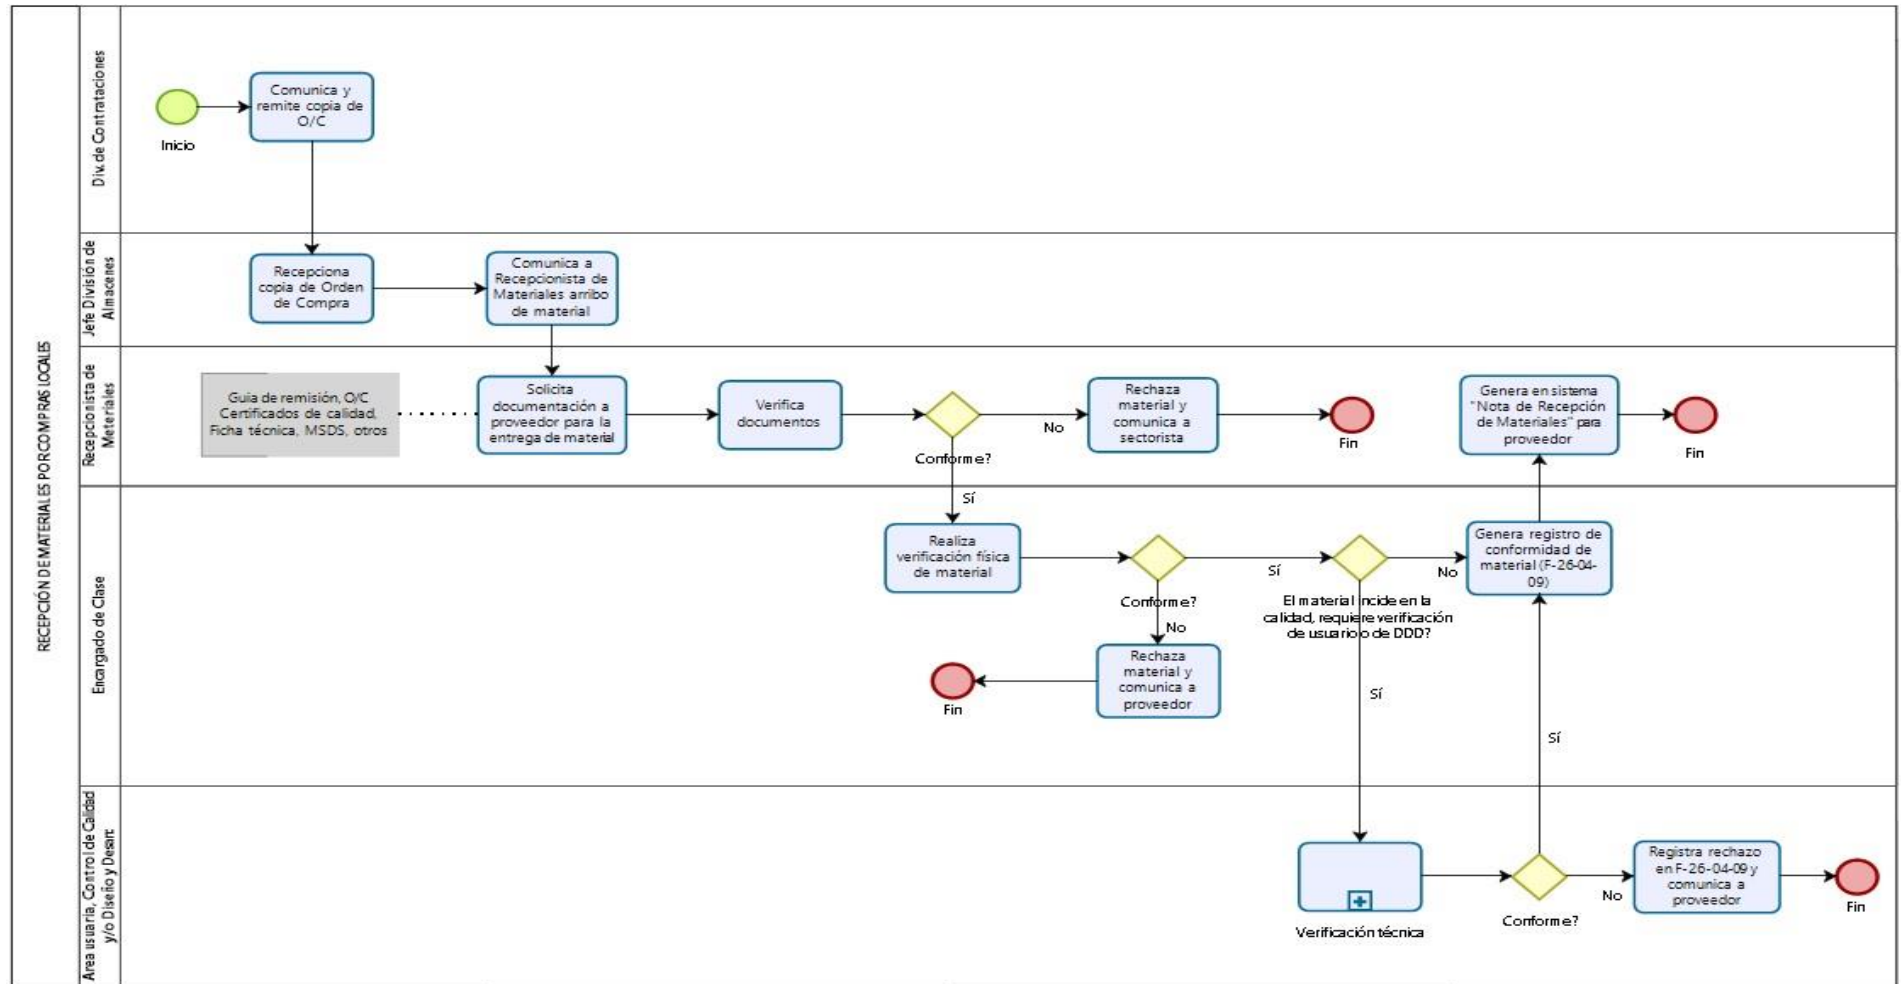 RECEPCIÓN DE MATERIALES POR COMPRAS LOCALES
Div. de Contrataciones
Inicio
Comunica y
remite copia de
O/C
Jefe División de
Almacenes
Recepciona
copia de Orden
de Compra
Comunica a
Recepcionista de
Materiales arribo
de material
Recepcionista de
Meteriales
Guia de remisión, O/C
Certificados de calidad,
Ficha técnica, MSDS, otros
Solicita
documentación a
proveedor para la
entrega de material
Verifica
documentos
Conforme?
No
Rechaza
material y
comunica a
sectorista
Fin
Genera en sistema
"Nota de Recepción
de Materiales" para
proveedor
Fin
Sí
Encargado de Clase
Realiza
verificación física
de material
Conforme?
Sí
No
Rechaza
material y
comunica a
proveedor
Fin
El material incide en la
calidad, requiere verificación
de usuario o de DDD?
No
Genera registro de
conformidad de
material (F-26-04-
09)
Sí
Sí
Area usuaria, Control de Calidad
y/o Diseño y Desarr.
Verificación técnica
Conforme?
No
Registra rechazo
en F-26-04-09 y
comunica a
proveedor
Fin